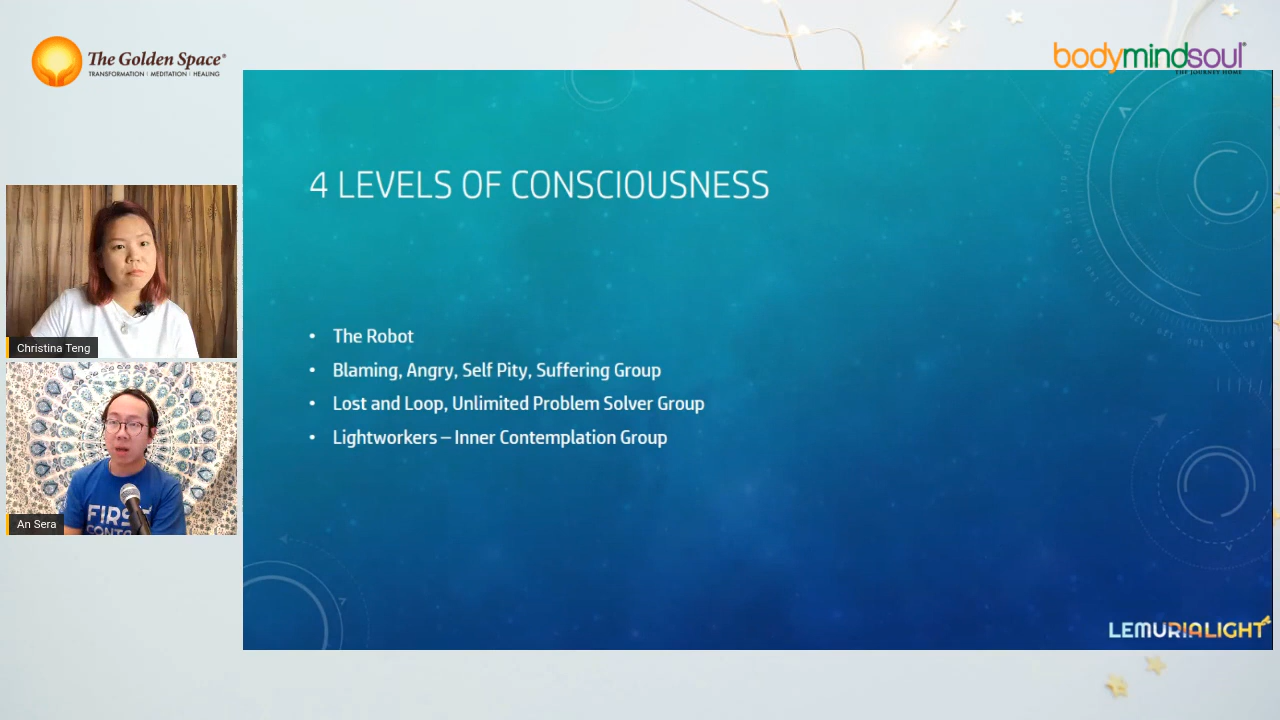 The Golden Space
TRANSFORMATION | MEDITATION | HEALING
bodymindsoul
THE JOURNEY HOME
4 LEVELS OF CONSCIOUSNESS
• The Robot
• Blaming, Angry, Self Pity, Suffering Group
• Lost and Loop, Unlimited Problem Solver Group
• Lightworkers – Inner Contemplation Group
Christina Teng
FIRST
CONTA
An Sera
LEMURIALIGHT